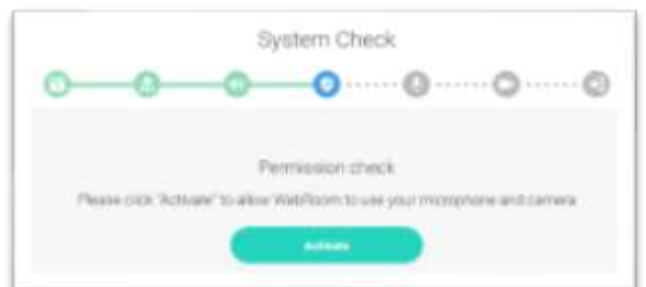 System Check
Permission check
Please click "Activate" to allow WebRoom to use your microphone and camera
Activate